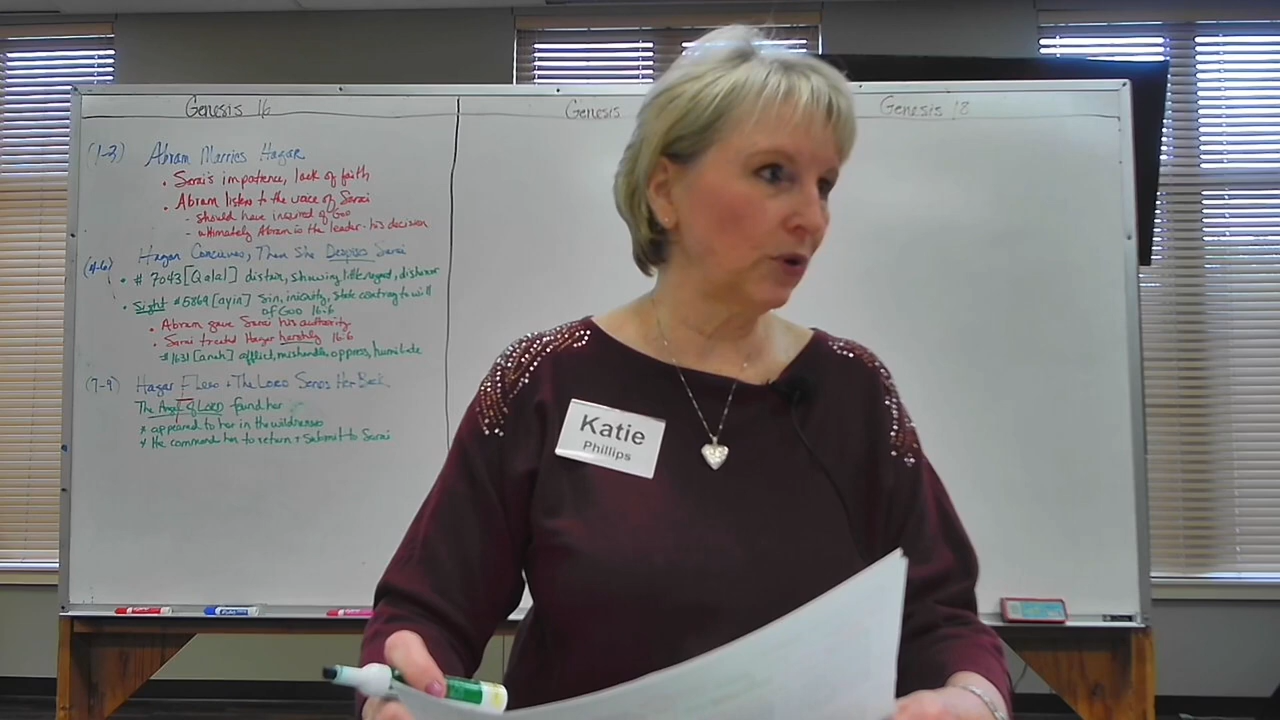 Genesis 16
Genesis
Genesis 18
(1-3) Abram Marries Hagar
• Sarai's impatience, lack of faith
• Abram listens to the voice of Sarai
- should have inquired of GOD
- ultimately Abram is the leader - his decision
(4-6) Hagar Conceives, Then She Despises Sarai
• # 7043 [Qalal] distain, showing little regard, dishonor
• Sight #5869 [ayin] sin, iniquity, state contrary to will
of GOD 16:6
• Abram gave Sarai his authority
• Sarai treated Hagar harshly 16:6
#1631 [anah] afflict, mishandle, oppress, humiliate
(7-9) Hagar Flees + The LORD Sends Her Back
The Angel of LORD found her
* appeared to her in the wilderness
* He command her to return + submit to Sarai
Katie
Phillips